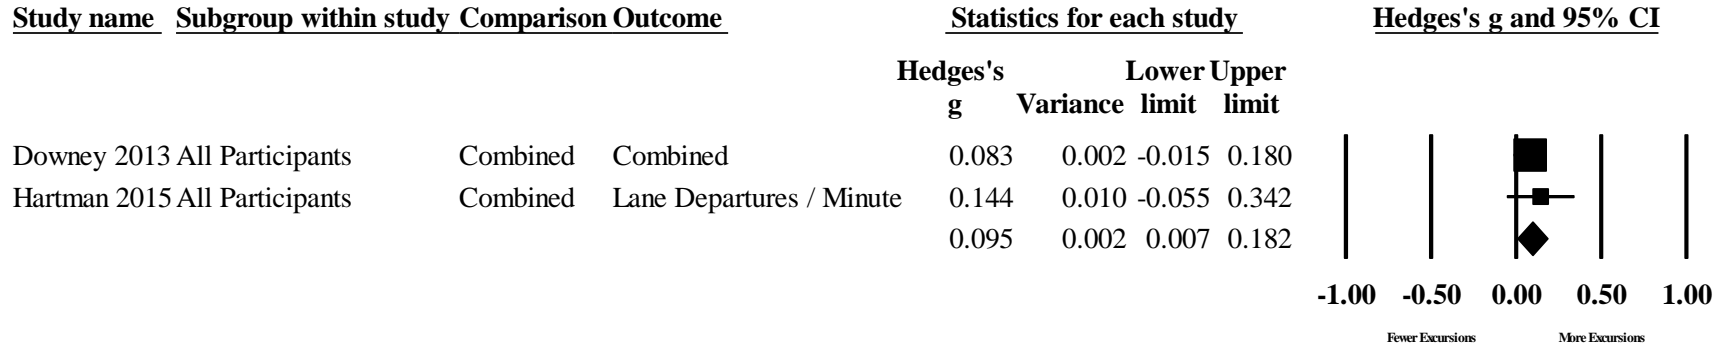 Study name Subgroup within study Comparison Outcome Statistics for each study Hedges's g and 95% CI
Hedges's Lower Upper
g Variance limit limit
Downey 2013 All Participants Combined Combined 0.083 0.002 -0.015 0.180
Hartman 2015 All Participants Combined Lane Departures / Minute 0.144 0.010 -0.055 0.342
0.095 0.002 0.007 0.182
-1.00 -0.50 0.00 0.50 1.00
Fewer Excursions More Excursions